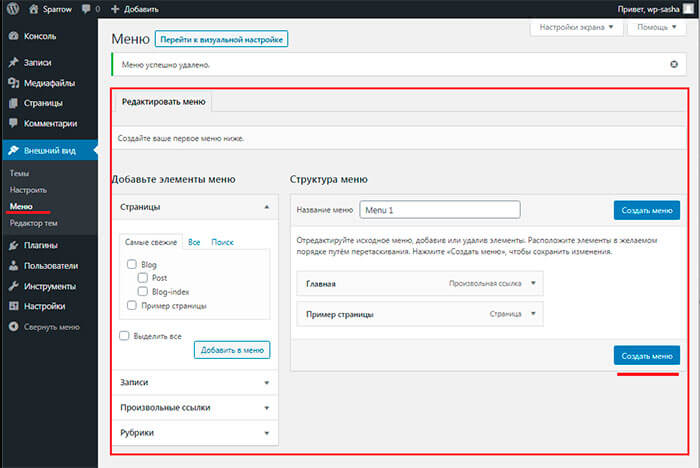 Sparrow 0 Добавить Привет, wp-sasha
Консоль
Записи
Медиафайлы
Страницы
Комментарии
Внешний вид
Темы
Настроить
Меню
Редактор тем
Плагины
Пользователи
Инструменты
Настройки
Свернуть меню
Настройки экрана Помощь
Меню Перейти к визуальной настройке
Меню успешно удалено.
Редактировать меню
Создайте ваше первое меню ниже.
Добавьте элементы меню
Страницы
Самые свежие Все Поиск
Blog
Post
Blog-index
Пример страницы
Выделить все
Добавить в меню
Записи
Произвольные ссылки
Рубрики
Структура меню
Название меню Menu 1 Создать меню
Отредактируйте исходное меню, добавив или удалив элементы. Расположите элементы в желаемом
порядке путём перетаскивания. Нажмите «Создать меню», чтобы сохранить изменения.
Главная Произвольная ссылка
Пример страницы Страница
Создать меню